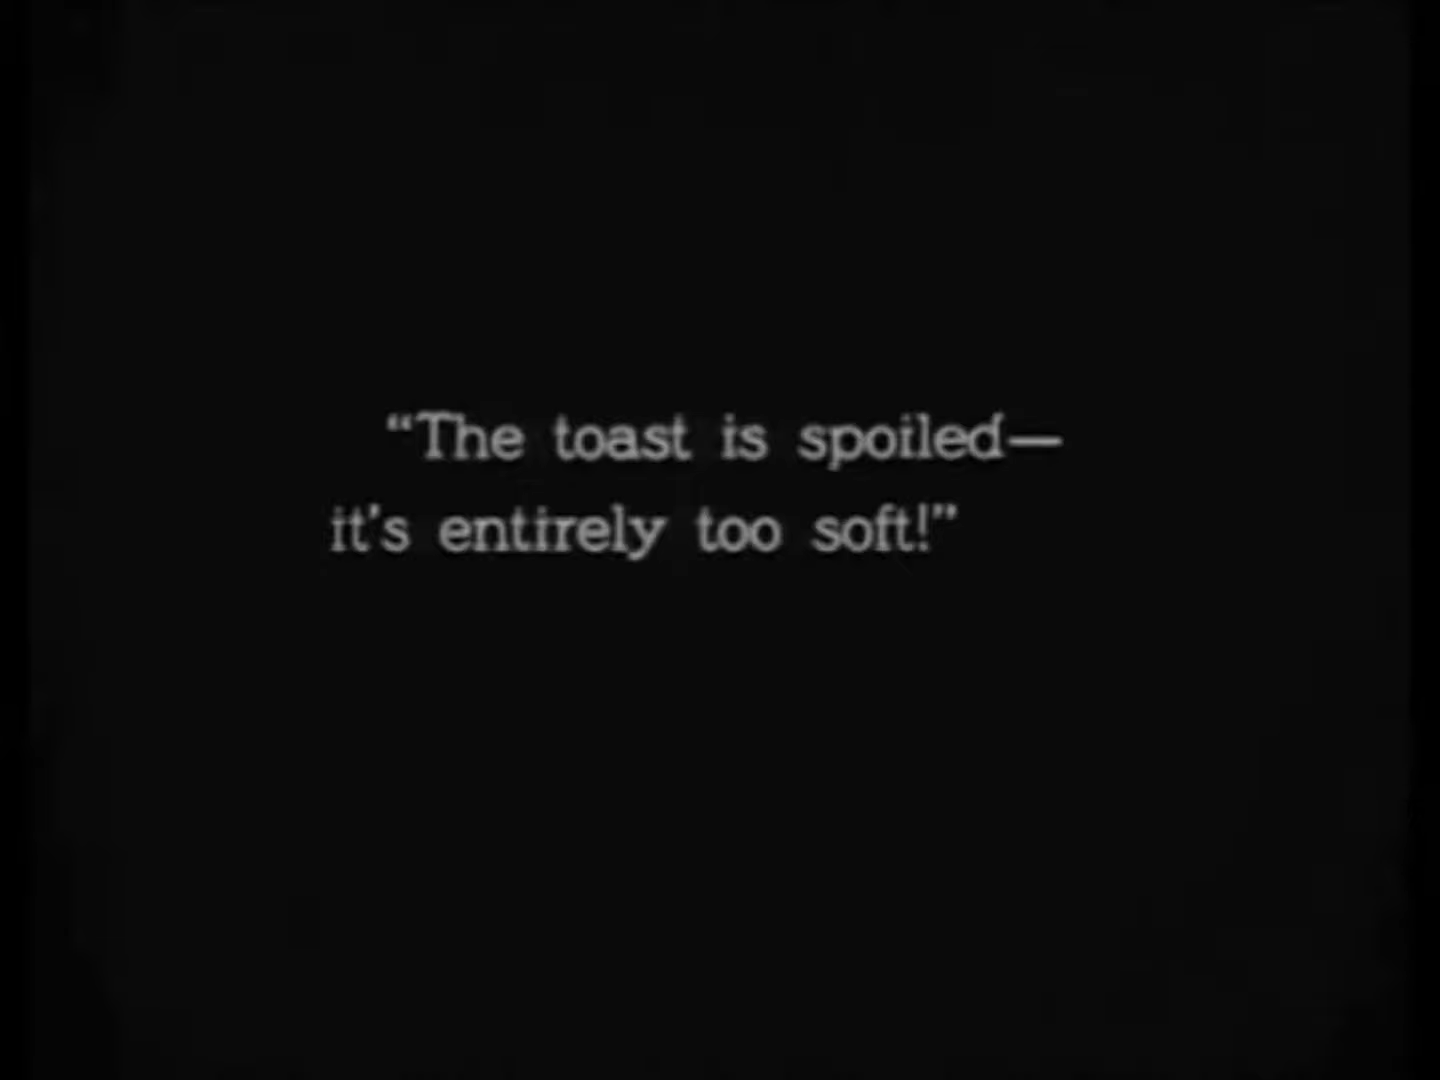 “The toast is spoiled—
it's entirely too soft!”